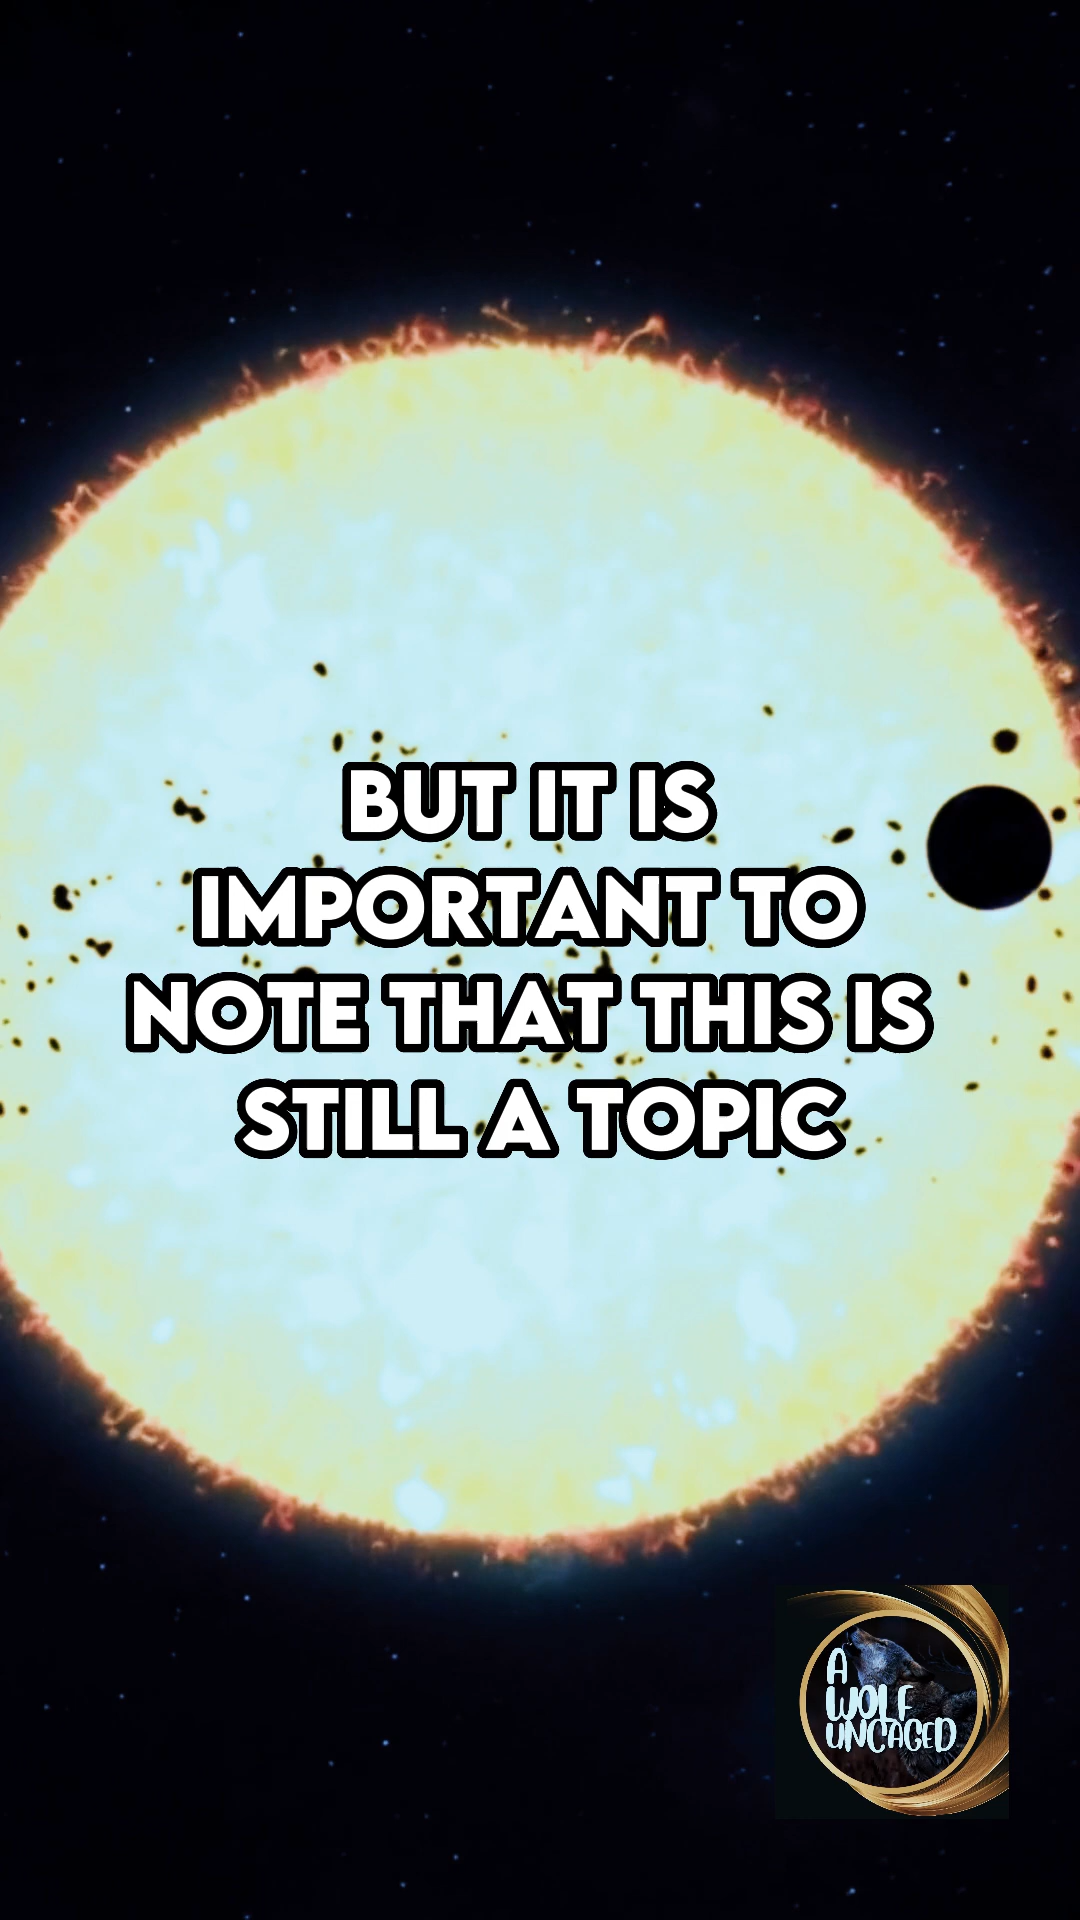 BUT IT IS
IMPORTANT TO
NOTE THAT THIS IS
STILL A TOPIC
A
WOLF
UNCAGED